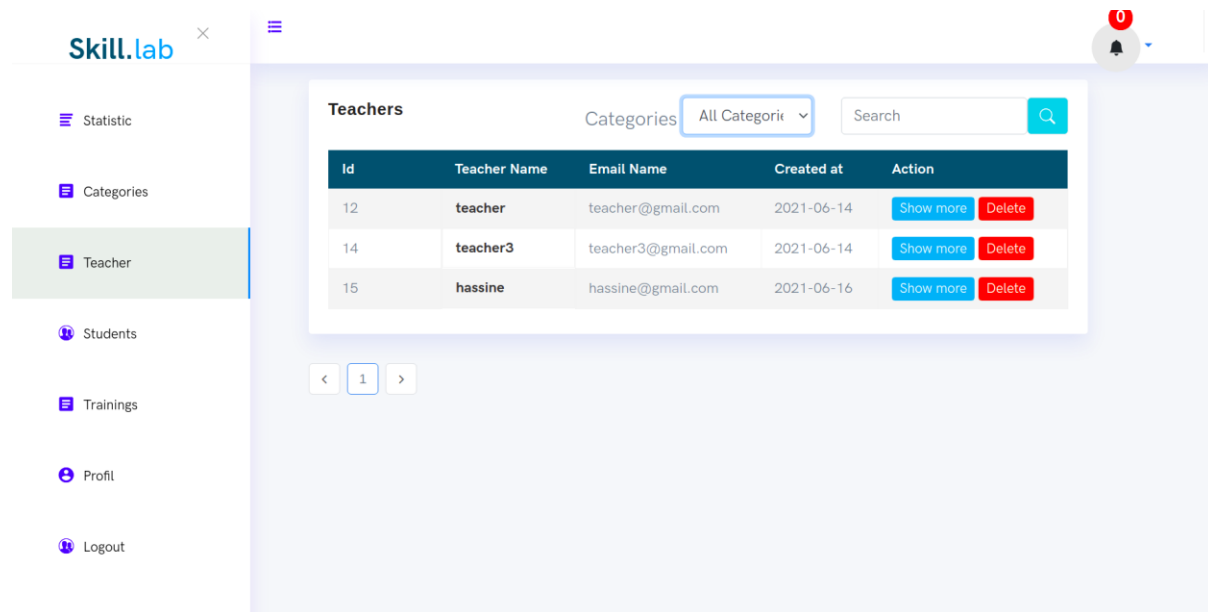 Skill.lab
0
Statistic
Categories
Teacher
Students
Trainings
Profil
Logout
Teachers
Categories All Categorie Search
Id Teacher Name Email Name Created at Action
12 teacher teacher@gmail.com 2021-06-14 Show more Delete
14 teacher3 teacher3@gmail.com 2021-06-14 Show more Delete
15 hassine hassine@gmail.com 2021-06-16 Show more Delete
1